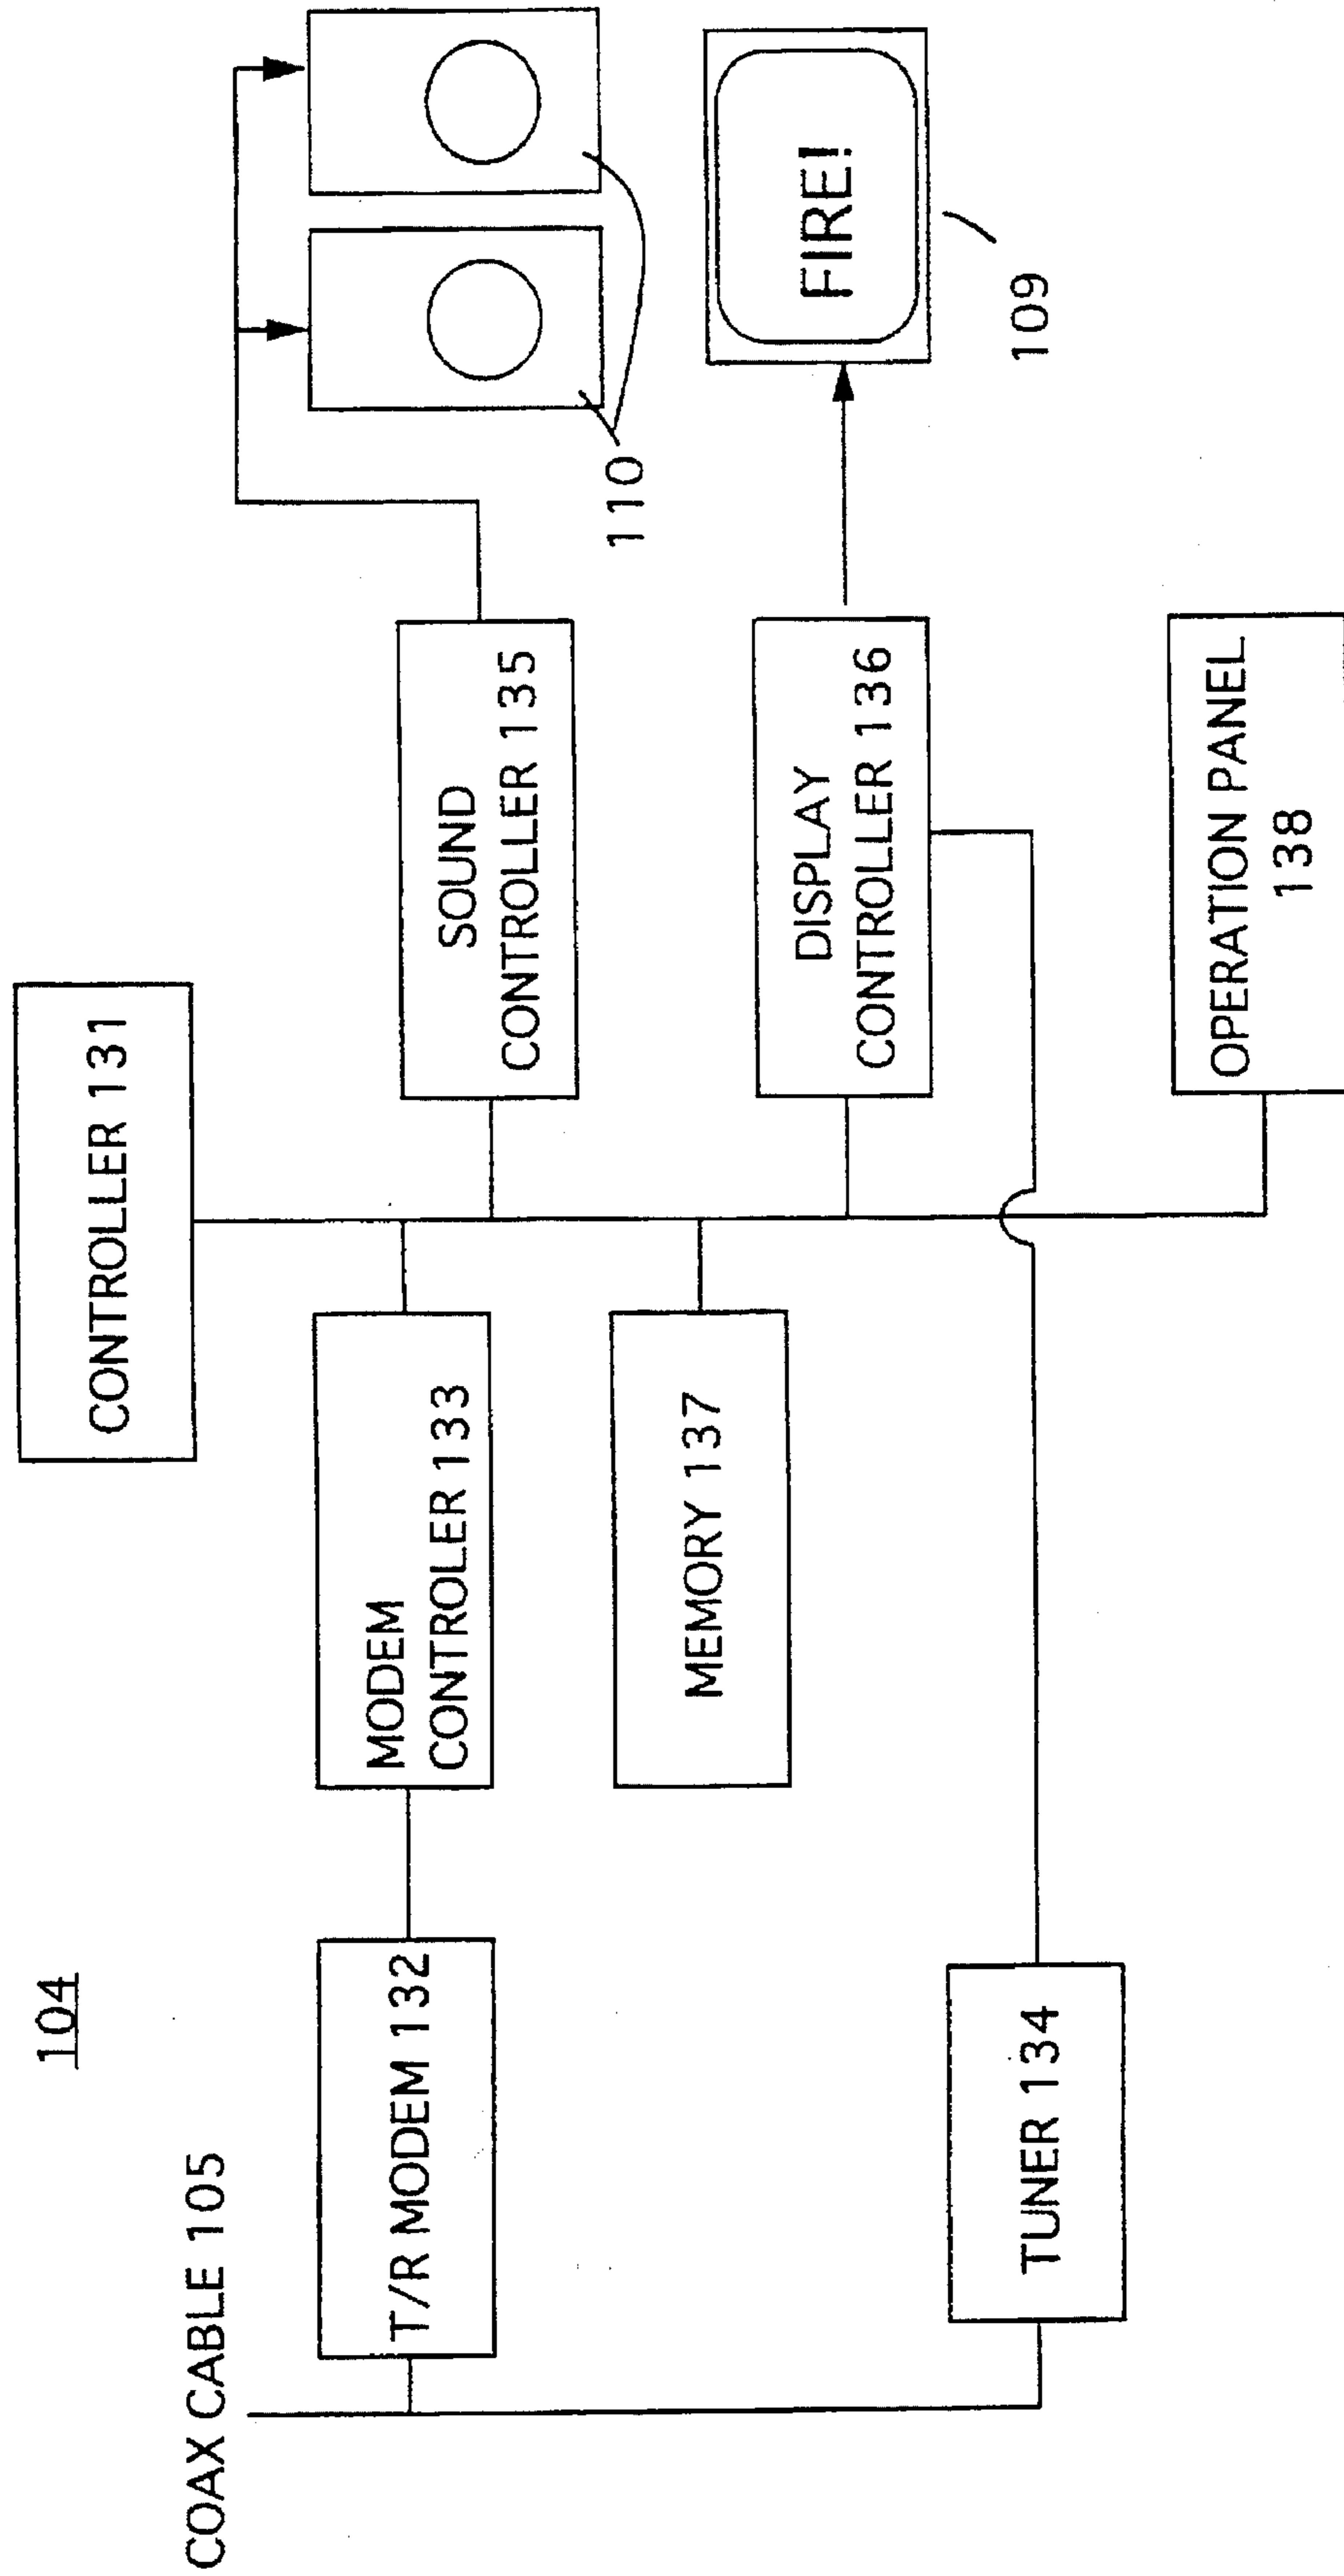 104
COAX CABLE 105
CONTROLLER 131
T/R MODEM 132
MODEM
CONTROLER 133
SOUND
CONTROLLER 135
110
MEMORY 137
DISPLAY
CONTROLLER 136
FIRE!
109
TUNER 134
OPERATION PANEL
138